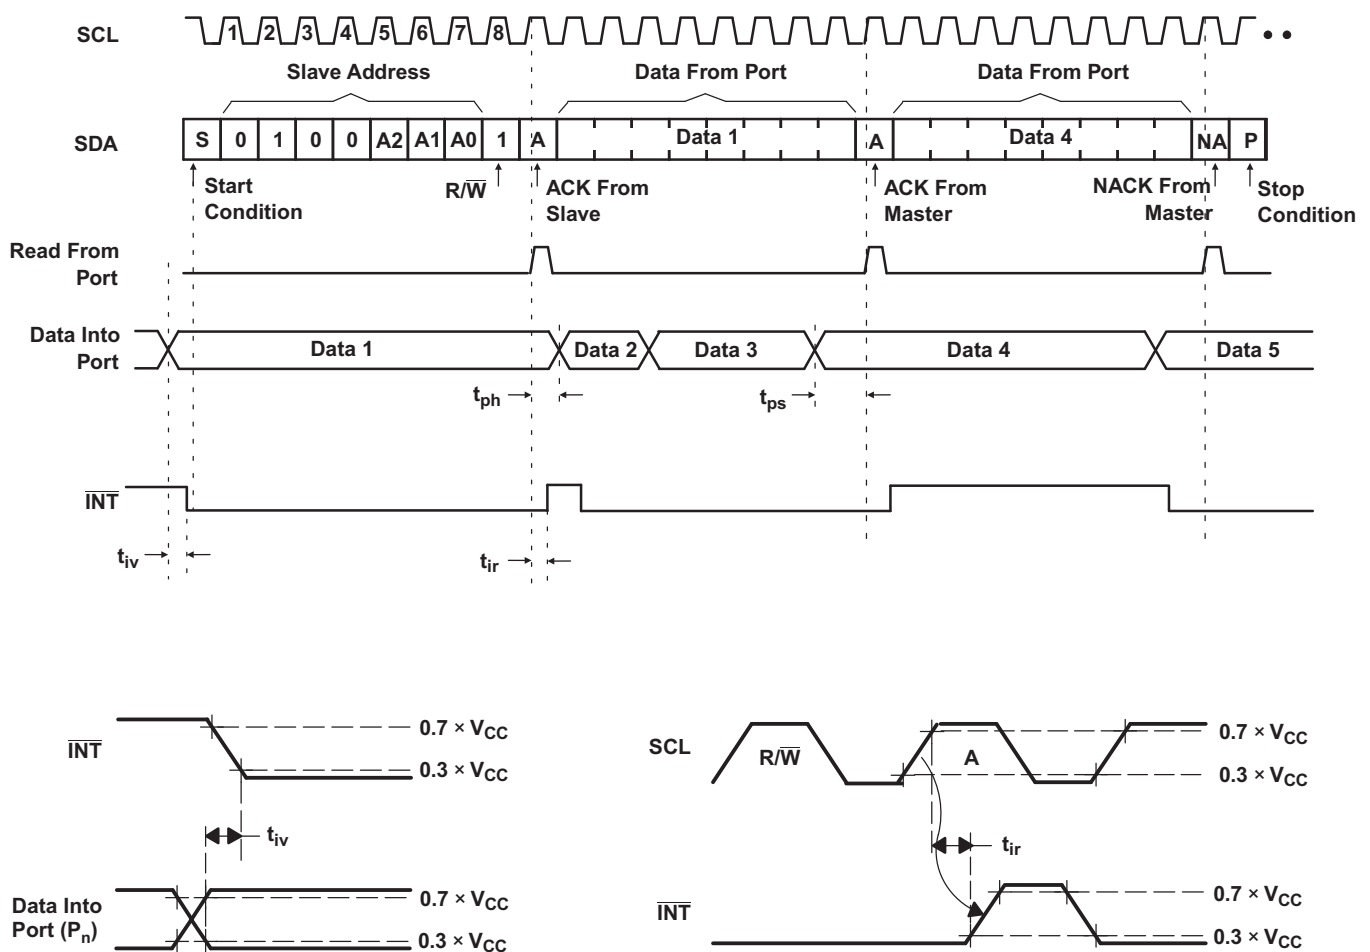 SCL
1 2 3 4 5 6 7 8
Slave Address
Data From Port
Data From Port
SDA
S 0 1 0 0 A2 A1 A0 1 A Data 1 A Data 4 NA P
Start
Condition
R/W̅
ACK From
Slave
ACK From
Master
NACK From
Master
Stop
Condition
Read From
Port
Data Into
Port
Data 1
Data 2
Data 3
Data 4
Data 5
tph
tps
I̅N̅T̅
tiv
tir
I̅N̅T̅
0.7 × VCC
0.3 × VCC
tiv
Data Into
Port (Pn)
0.7 × VCC
0.3 × VCC
SCL
R/W̅
A
0.7 × VCC
0.3 × VCC
tir
I̅N̅T̅
0.7 × VCC
0.3 × VCC